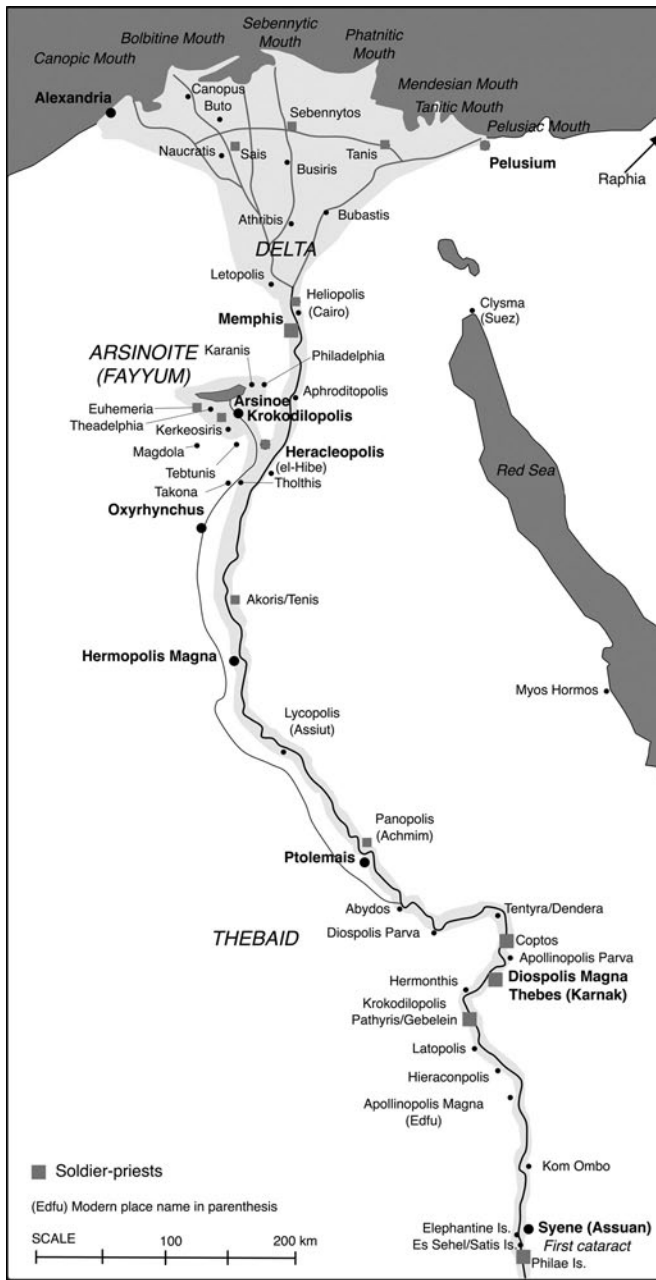 Sebennytic
Mouth
Bolbitine Mouth
Phatnitic
Mouth
Canopic Mouth
Mendesian Mouth
Tanitic Mouth
Pelusiac Mouth
Alexandria
Canopus
Buto
Sebennytos
Naucratis
Sais
Tanis
Busiris
Pelusium
Raphia
Athribis
Bubastis
DELTA
Letopolis
Heliopolis
(Cairo)
Clysma
(Suez)
Memphis
ARSINOITE
(FAYYUM)
Karanis
Philadelphia
Aphroditopolis
Arsinoe
Krokodilopolis
Euhemeria
Theadelphia
Kerkeosiris
Magdola
Heracleopolis
(el-Hibe)
Tebtunis
Takona
Tholthis
Red Sea
Oxyrhynchus
Akoris/Tenis
Hermopolis Magna
Myos Hormos
Lycopolis
(Assiut)
Panopolis
(Achmim)
Ptolemais
Abydos
Tentyra/Dendera
Diospolis Parva
THEBAID
Coptos
Apollinopolis Parva
Hermonthis
Diospolis Magna
Thebes (Karnak)
Krokodilopolis
Pathyris/Gebelein
Latopolis
Hieraconpolis
Apollinopolis Magna
(Edfu)
Kom Ombo
Soldier-priests
(Edfu) Modern place name in parenthesis
SCALE 100 200 km
Elephantine Is.
Syene (Assuan)
Es Sehel/Satis Is.
First cataract
Philae Is.